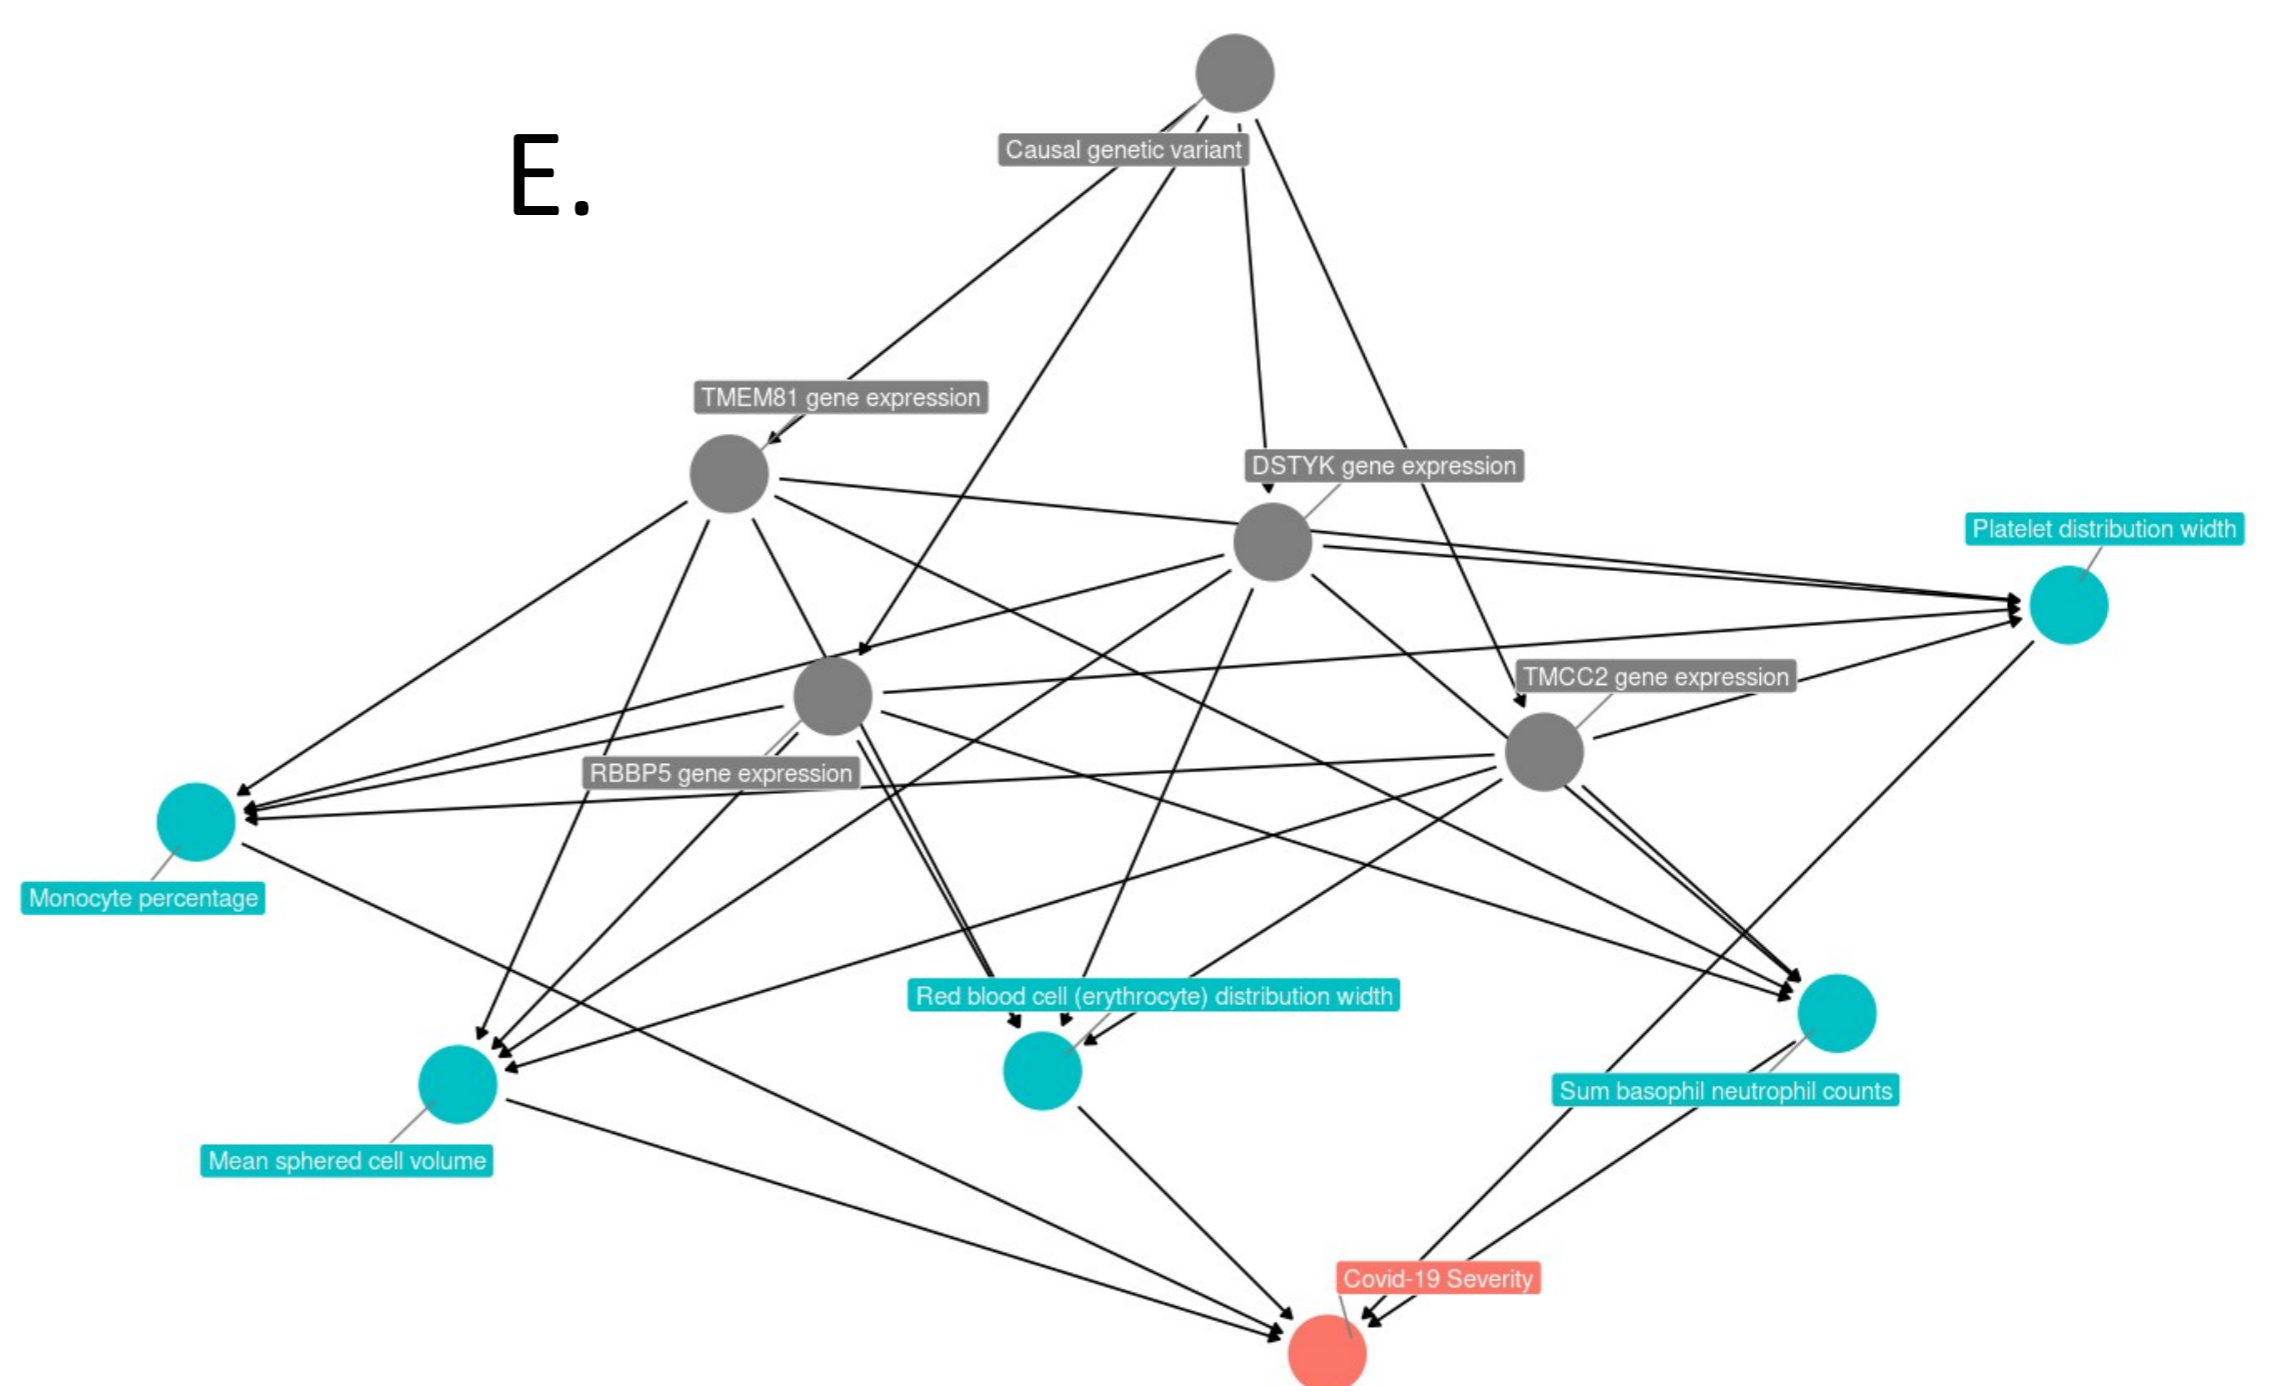 E.
Causal genetic variant
TMEM81 gene expression
DSTYK gene expression
Platelet distribution width
TMCC2 gene expression
RBBP5 gene expression
Monocyte percentage
Red blood cell (erythrocyte) distribution width
Sum basophil neutrophil counts
Mean sphered cell volume
Covid-19 Severity